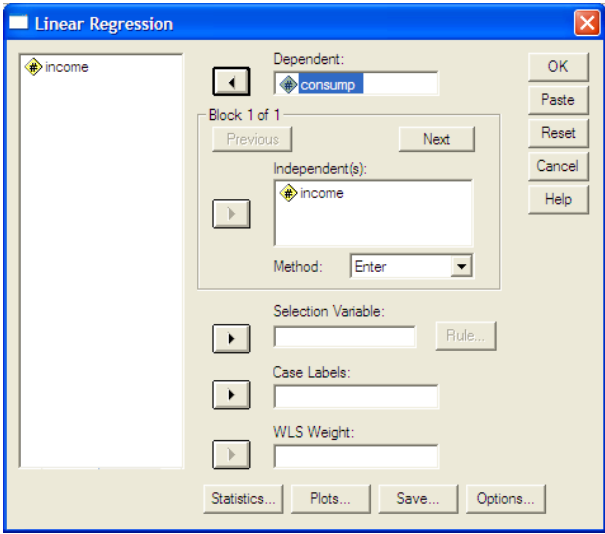 Linear Regression
income
Dependent:
consump
Block 1 of 1
Previous
Next
Independent(s):
income
Method:
Enter
Selection Variable:
Rule...
Case Labels:
WLS Weight:
Statistics...
Plots...
Save...
Options...
OK
Paste
Reset
Cancel
Help